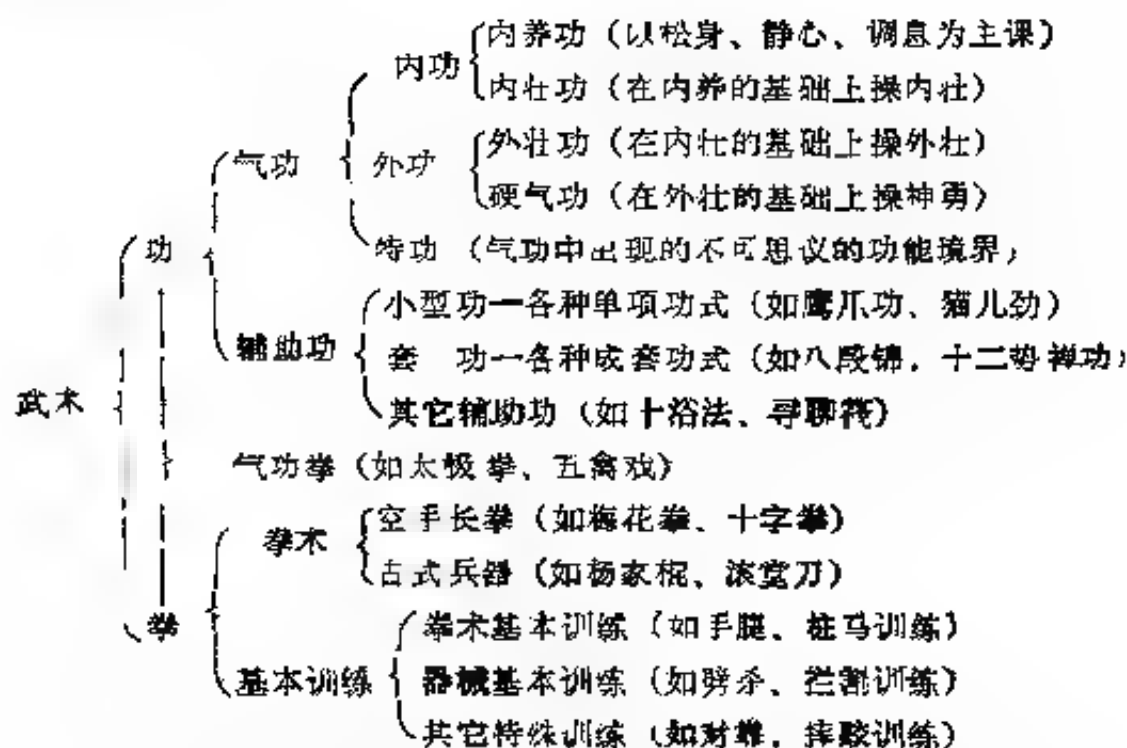 内养功（以松身、静心、调息为主课）
内功
内壮功（在内养的基础上操内壮）
气功
外壮功（在内壮的基础上操外壮）
外功
硬气功（在外壮的基础上操神勇）
功
特功（气功中出现的不可思议的功能境界）
小型功—各种单项功式（如鹰爪功、猫儿劲）
辅助功
套 功—各种成套功式（如八段锦，十二势禅功）
武术
其它辅助功（如十浴法、
气功拳（如太极拳、五禽戏）
空手长拳（如梅花拳、十字拳）
拳术
古式兵器（如杨家棍、滚堂刀）
拳
拳术基本训练（如手腿、桩马训练）
基本训练
器械基本训练（如劈杀、拦割训练）
其它特殊训练（如对靠，摔跤训练）